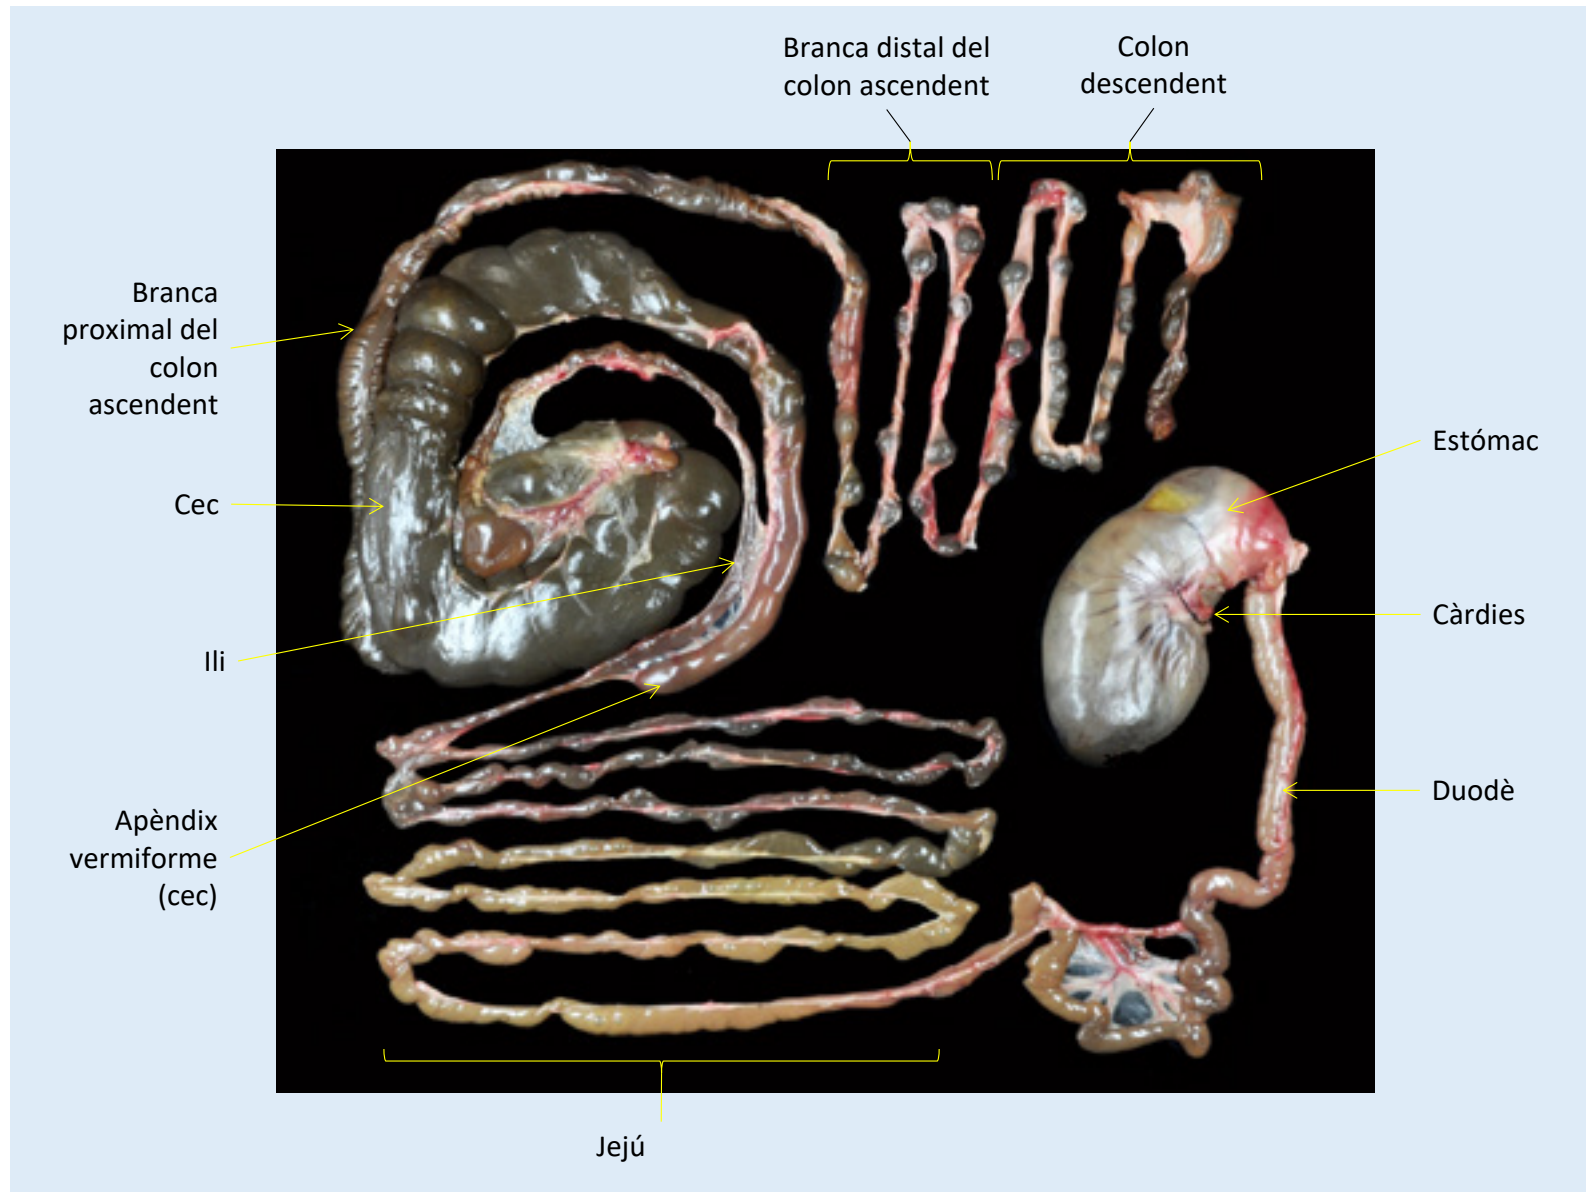 Branca distal del
colon ascendent
Colon
descendent
Branca
proximal del
colon
ascendent
Estómac
Cec
Càrdies
Ili
Duodè
Apèndix
vermiforme
(cec)
Jejú